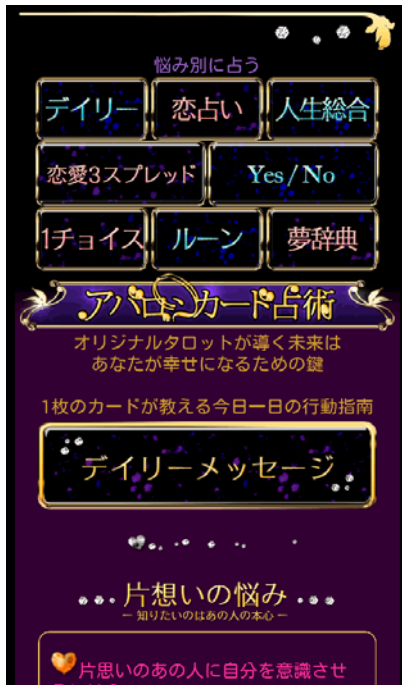 悩み別に占う
デイリー 恋占い 人生総合
恋愛3スプレッド Yes/No
1チョイス ルーン 夢辞典
アバロンカード占術
オリジナルタロットが導く未来は
あなたが幸せになるための鍵
1枚のカードが教える今日一日の行動指南
デイリーメッセージ
片想いの悩み
ー 知りたいのはあの人の本心 ー
片思いのあの人に自分を意識させ